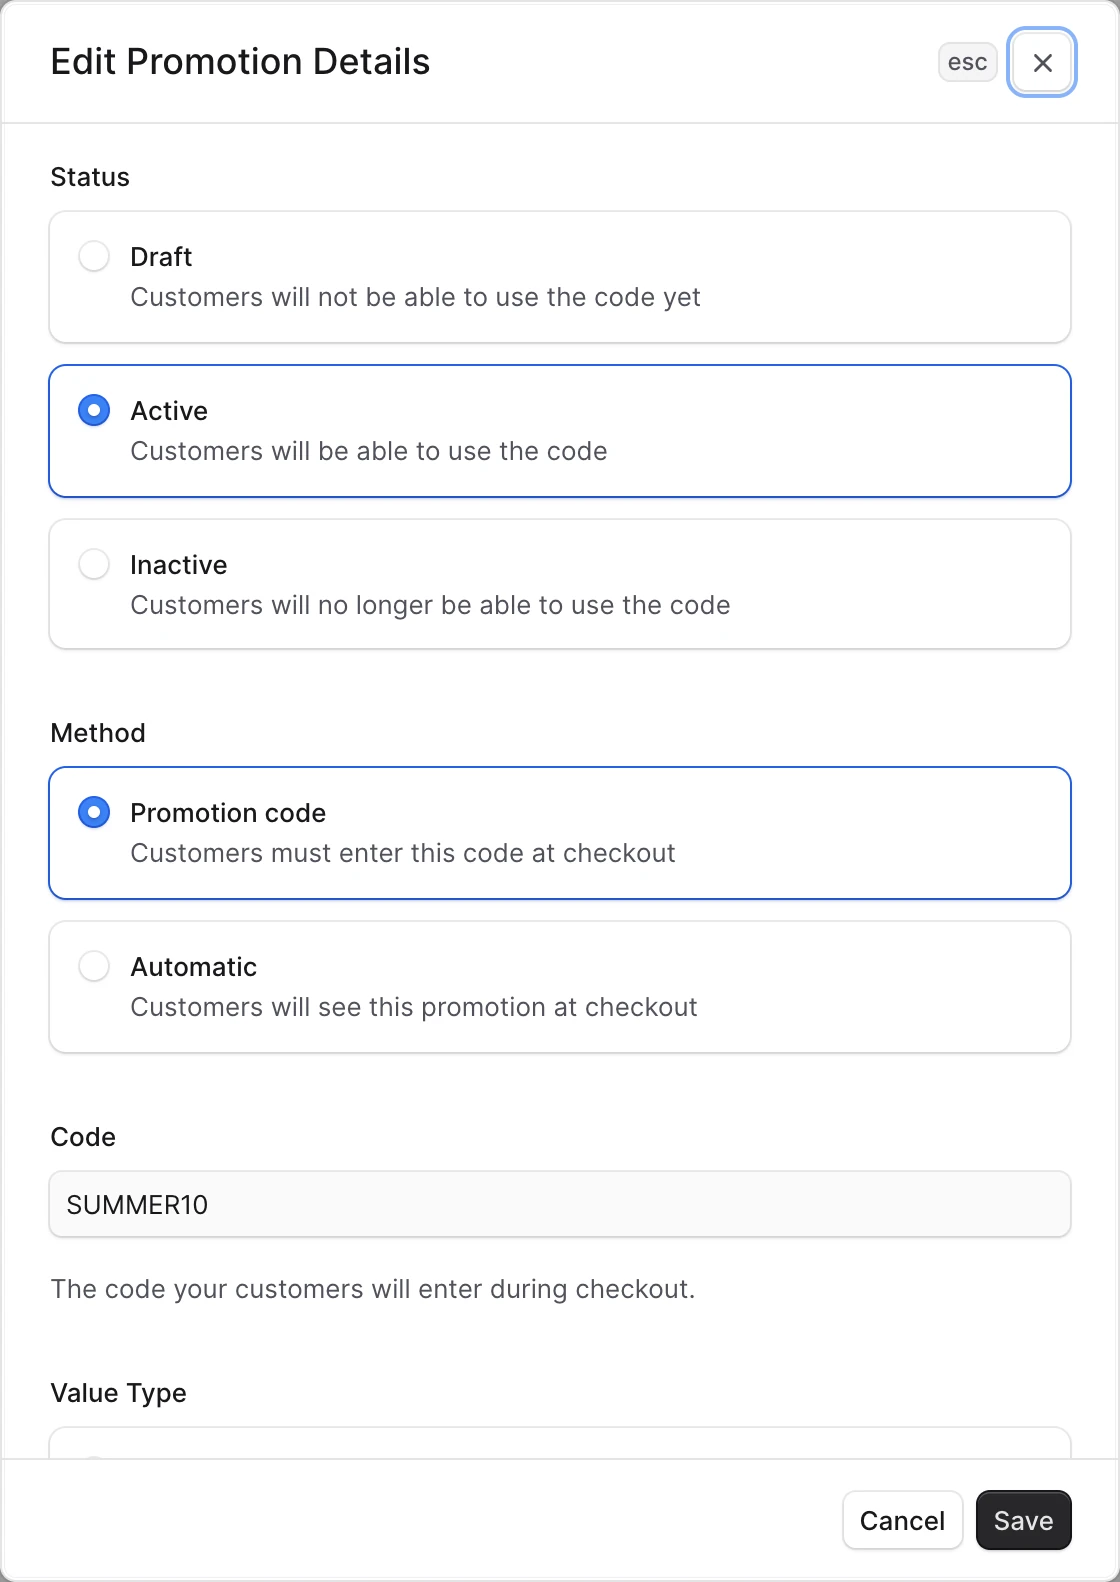 Edit Promotion Details
esc
Status
Draft
Customers will not be able to use the code yet
Active
Customers will be able to use the code
Inactive
Customers will no longer be able to use the code
Method
Promotion code
Customers must enter this code at checkout
Automatic
Customers will see this promotion at checkout
Code
SUMMER10
The code your customers will enter during checkout.
Value Type
Cancel
Save